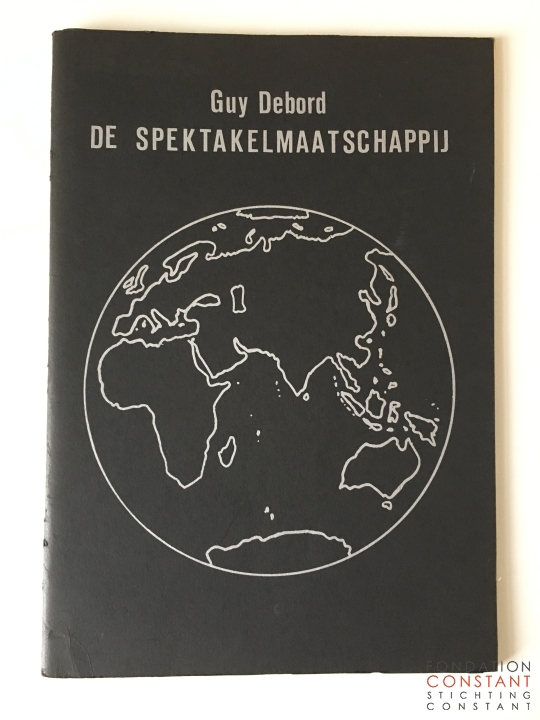 Guy Debord
DE SPEKTAKELMAATSCHAPPIJ
FONDATION
CONSTANT
STICHTING
CONSTANT